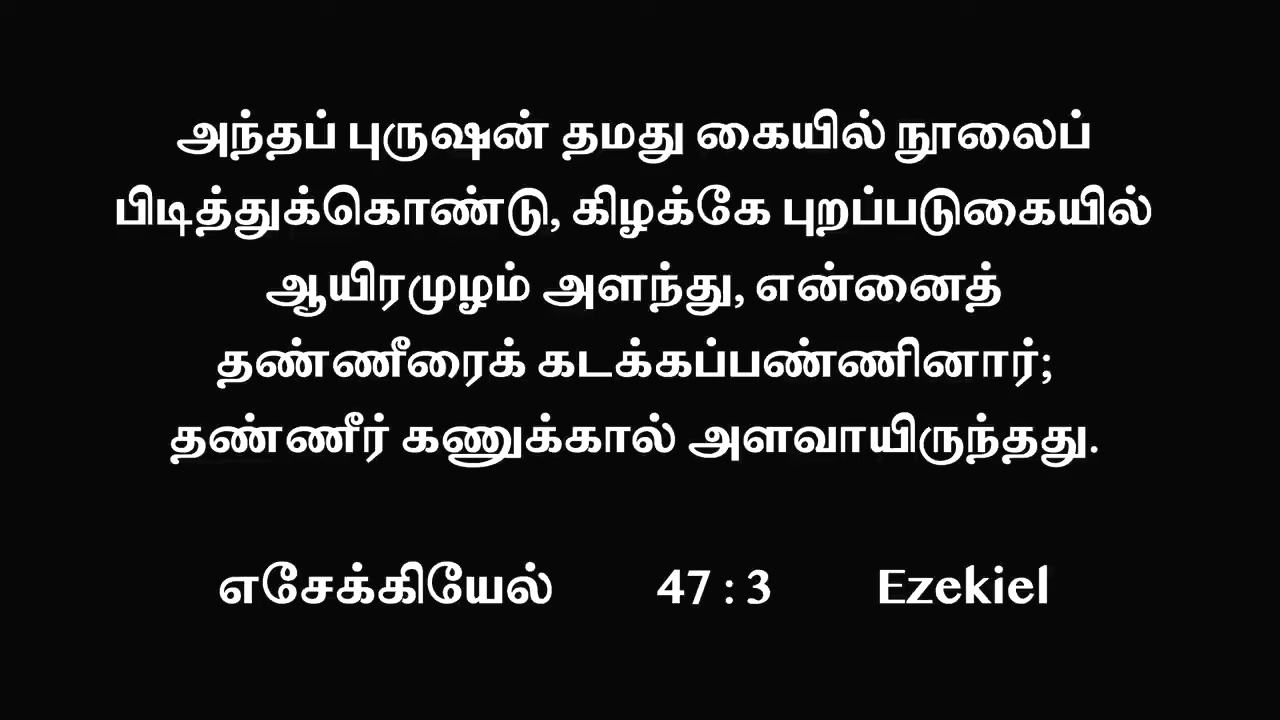 அந்தப் புருஷன் தமது கையில் நூலைப்
பிடித்துக்கொண்டு, கிழக்கே புறப்படுகையில்
ஆயிரமுழம் அளந்து, என்னைத்
தண்ணீரைக் கடக்கப்பண்ணினார்;
தண்ணீர் கணுக்கால் அளவாயிருந்தது.
எசேக்கியேல் 47 : 3 Ezekiel